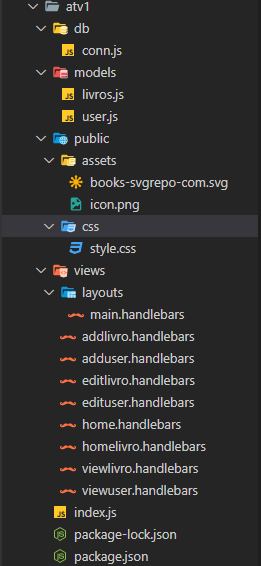 atv1
db
conn.js
models
livros.js
user.js
public
assets
books-svgrepo-com.svg
icon.png
css
style.css
views
layouts
main.handlebars
addlivro.handlebars
adduser.handlebars
editlivro.handlebars
edituser.handlebars
home.handlebars
homelivro.handlebars
viewlivro.handlebars
viewuser.handlebars
index.js
package-lock.json
package.json